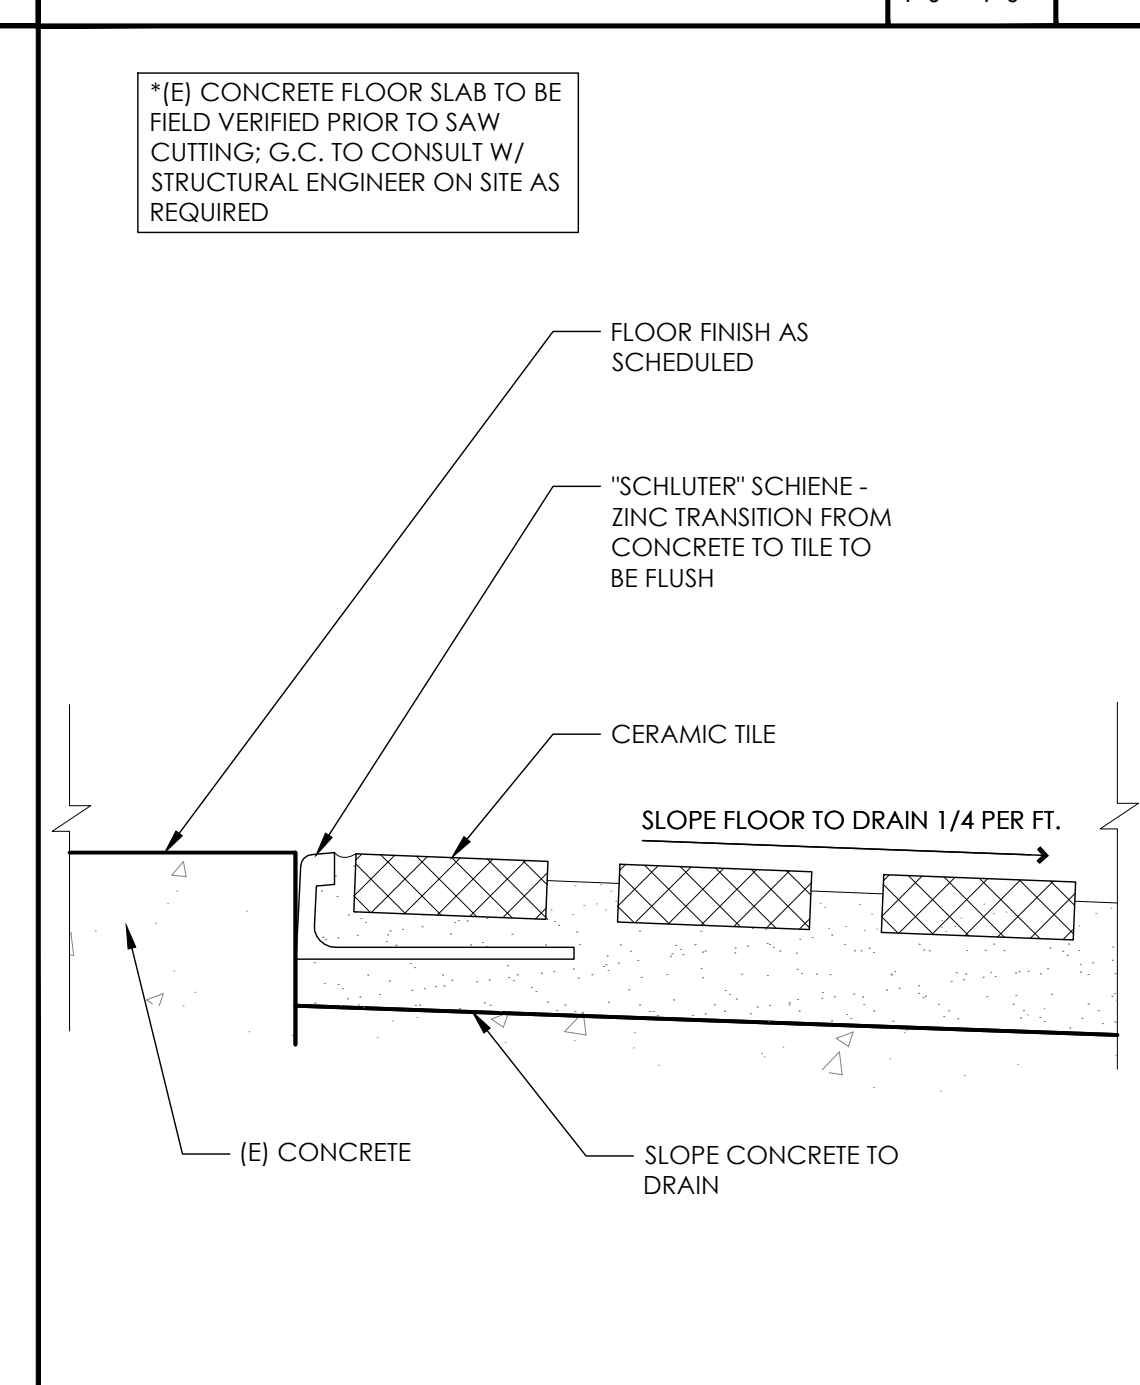 *(E) CONCRETE FLOOR SLAB TO BE
FIELD VERIFIED PRIOR TO SAW
CUTTING; G.C. TO CONSULT W/
STRUCTURAL ENGINEER ON SITE AS
REQUIRED
FLOOR FINISH AS
SCHEDULED
"SCHLUTER" SCHIENE -
ZINC TRANSITION FROM
CONCRETE TO TILE TO
BE FLUSH
CERAMIC TILE
SLOPE FLOOR TO DRAIN 1/4 PER FT.
(E) CONCRETE
SLOPE CONCRETE TO
DRAIN